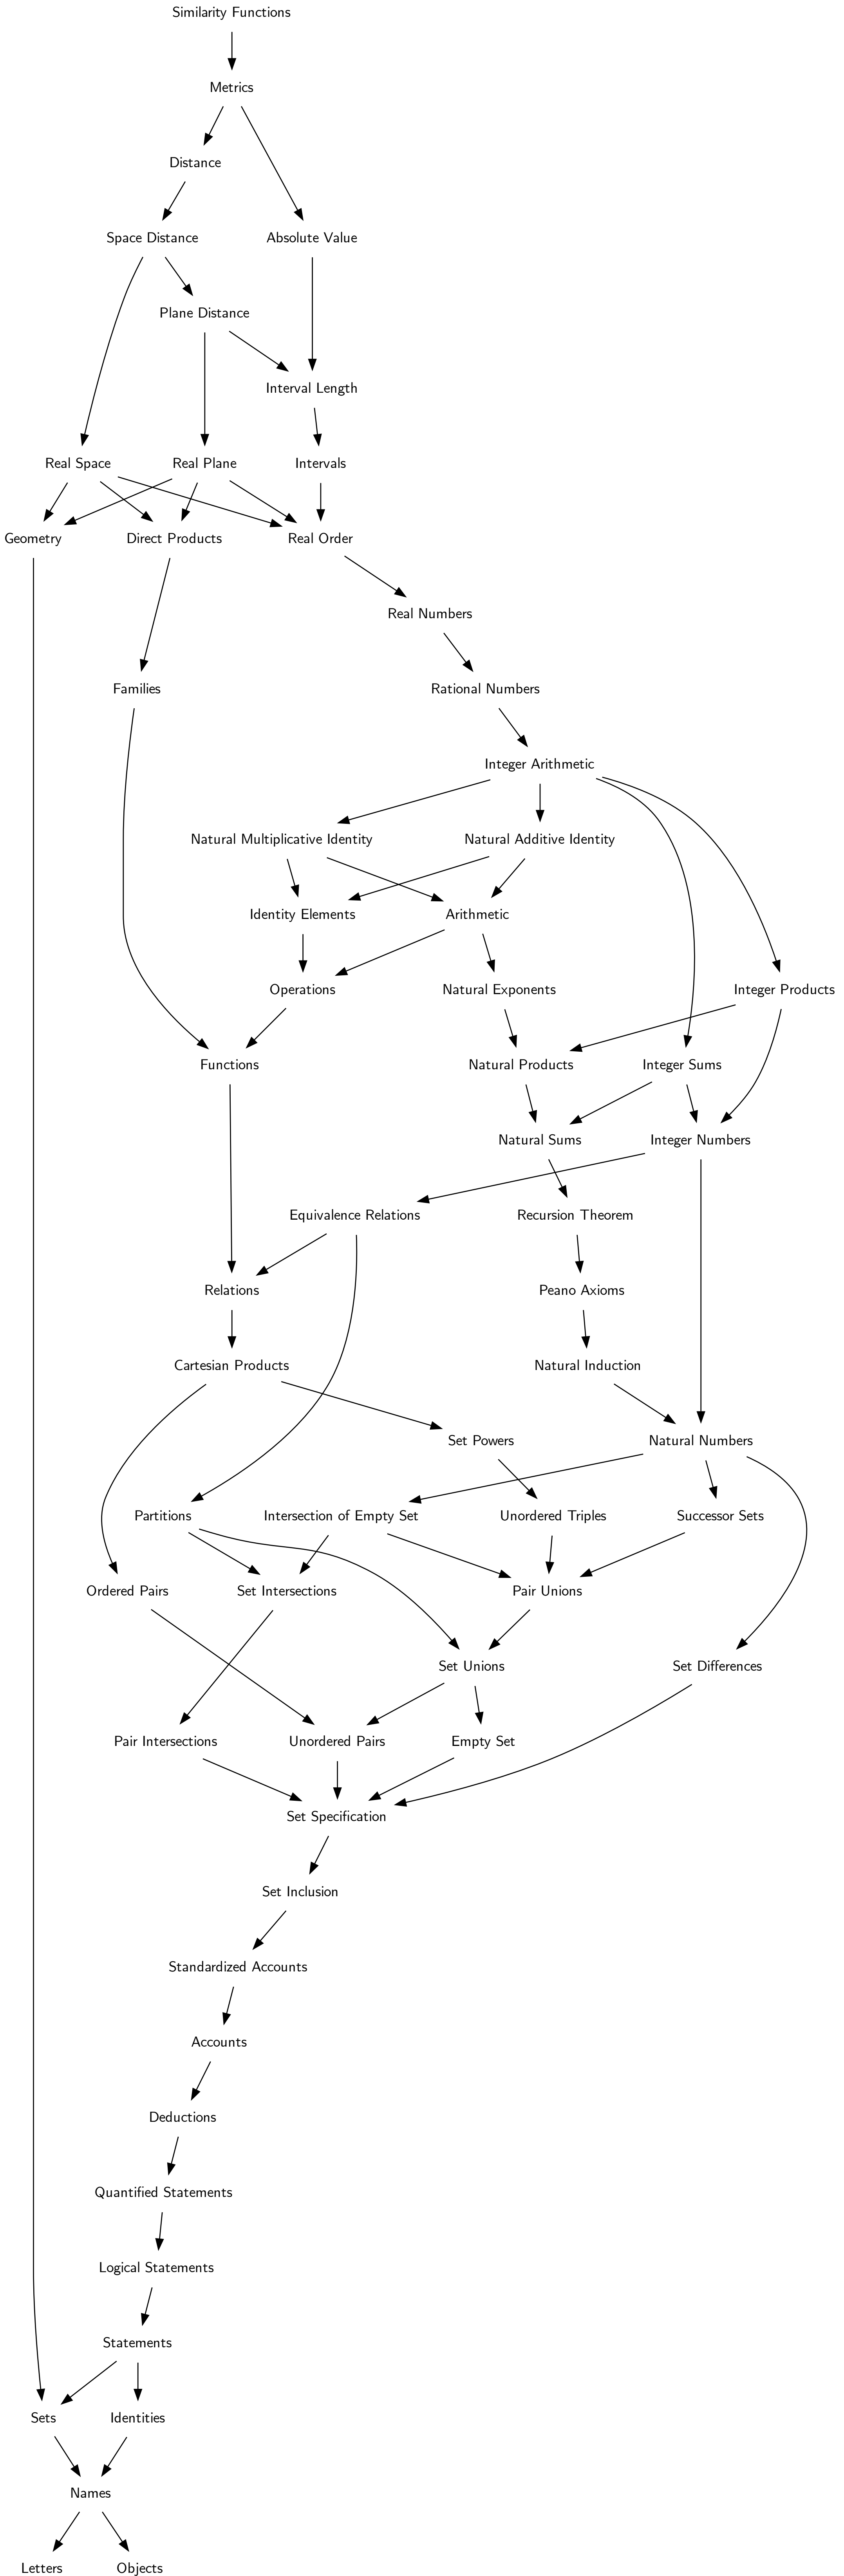 Similarity Functions
Metrics
Distance
Space Distance
Absolute Value
Plane Distance
Interval Length
Real Space
Real Plane
Intervals
Geometry
Direct Products
Real Order
Real Numbers
Families
Rational Numbers
Integer Arithmetic
Natural Multiplicative Identity
Natural Additive Identity
Identity Elements
Arithmetic
Operations
Natural Exponents
Integer Products
Functions
Natural Products
Integer Sums
Natural Sums
Integer Numbers
Equivalence Relations
Recursion Theorem
Relations
Peano Axioms
Cartesian Products
Natural Induction
Set Powers
Natural Numbers
Partitions
Intersection of Empty Set
Unordered Triples
Successor Sets
Ordered Pairs
Set Intersections
Pair Unions
Set Unions
Set Differences
Pair Intersections
Unordered Pairs
Empty Set
Set Specification
Set Inclusion
Standardized Accounts
Accounts
Deductions
Quantified Statements
Logical Statements
Statements
Sets
Identities
Names
Letters
Objects